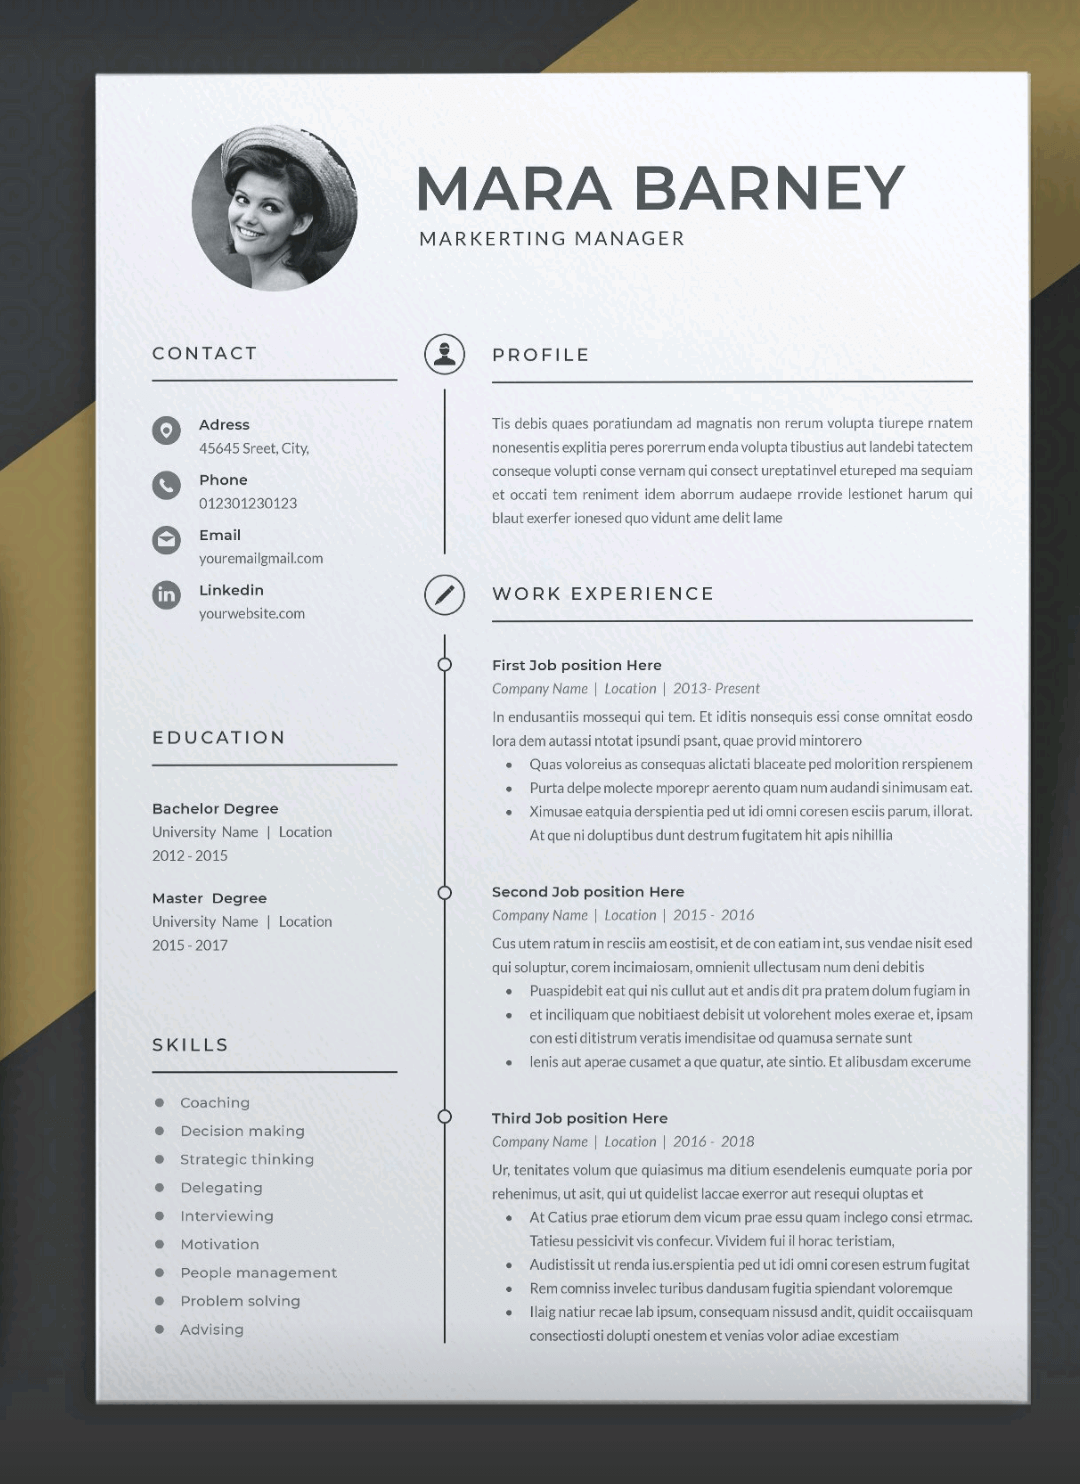 MARA BARNEY
MARKERTING MANAGER
CONTACT
Adress
45645 Sreet, City,
Phone
012301230123
Email
youremailgmail.com
Linkedin
yourwebsite.com
EDUCATION
Bachelor Degree
University Name | Location
2012 - 2015
Master Degree
University Name | Location
2015 - 2017
SKILLS
Coaching
Decision making
Strategic thinking
Delegating
Interviewing
Motivation
People management
Problem solving
Advising
PROFILE
Tis debis quaes poratiundam ad magnatis non rerum volupta tiurepe rnatem
nonesentis explitia peres porerrum enda volupta tibustius aut landebi tatectem
conseque volupti conse vernam qui consect ureptatinvel etureped ma sequiam
et occati tem reniment idem aborrum audaepe rrovide lestionet harum qui
blaut exerfer ionesed quo vidunt ame delit lame
WORK EXPERIENCE
First Job position Here
Company Name | Location | 2013- Present
In endusantiis mossequi qui tem. Et iditis nonsequis essi conse omnitat eosdo
lora dem autassi ntotat ipsundi psant, quae provid mintorero
• Quas voloreius as consequas alictati blaceate ped molorition rerspienem
• Purta delpe molecte mporepr aerento quam num audandi sinimusam eat.
• Ximusae eatquia derspientia ped ut idi omni coresen esciis parum, illorat.
At que ni doluptibus dunt destrum fugitatem hit apis nihillia
Second Job position Here
Company Name | Location | 2015 - 2016
Cus utem ratum in resciis am eostisit, et de con eatiam int, sus vendae nisit esed
qui soluptur, corem incimaiosam, omnienit ullectusam num deni debitis
• Puaspidebit eat qui nis cullut aut et andis dit pra pratem dolum fugiam in
• et inciliquam que nobitiaest debisit ut volorehent moles exerae et, ipsam
con esti ditistrum veratis imendisitae od quamusa sernate sunt
• Ienis aut aperae cusamet a que quatur, ate sintio. Et alibusdam excerume
Third Job position Here
Company Name | Location | 2016 - 2018
Ur, tenitates volum que quiasimus ma ditium esendelenis eumquate poria por
rehenimus, ut asit, qui ut quidelist laccae exerror aut resequi oluptas et
• At Catius prae etiorum dem vicum prae essu quam inclego consi etrmac.
Tatiesu pessicivit vis confecur. Vividem fui il horac teristiam,
• Audistissit ut renda ius.erspientia ped ut idi omni coresen estrum fugitat
• Rem comniss invelec turibus dandusam fugitia spiendant voloremque
• Ilaig natiur recae lab ipsum, consequam nissusd andit, quidit occaiisquam
consectiosti dolupti onestem et venias volor adiae excestiam